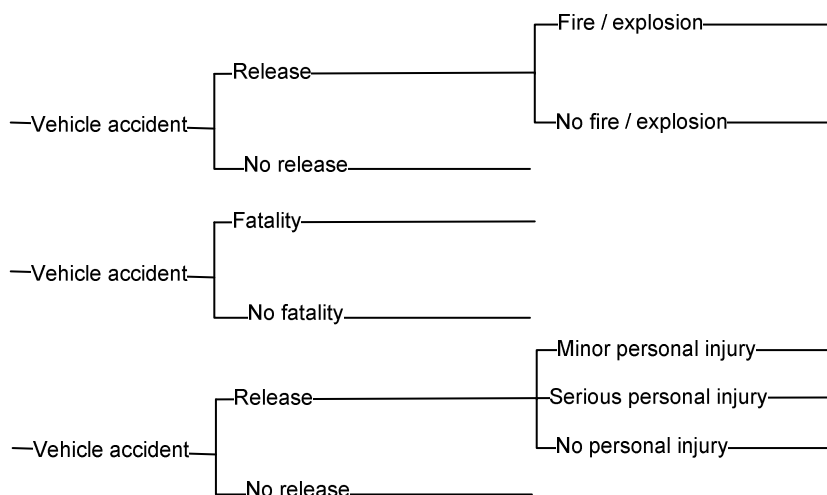 Fire / explosion
Release
Vehicle accident
No fire / explosion
No release
Fatality
Vehicle accident
No fatality
Minor personal injury
Release
Serious personal injury
Vehicle accident
No personal injury
No release